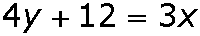 4y + 12 = 3x